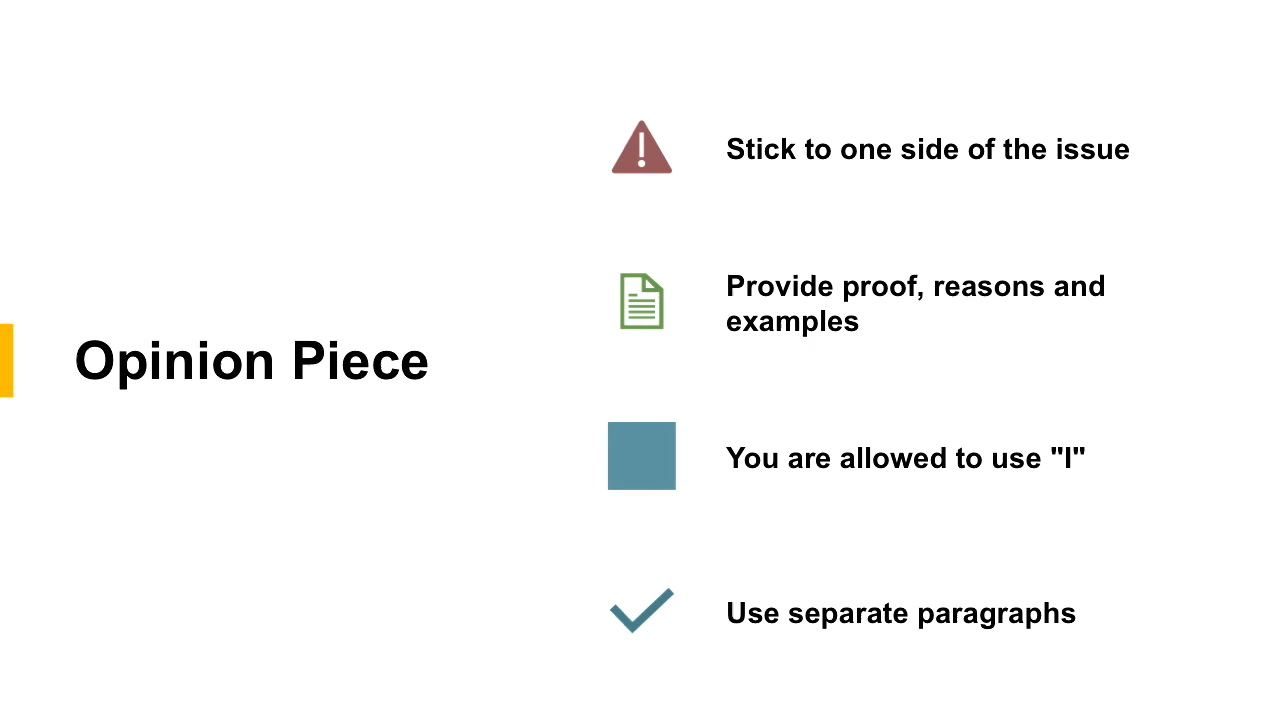 Opinion Piece
Stick to one side of the issue
Provide proof, reasons and
examples
You are allowed to use "I"
Use separate paragraphs